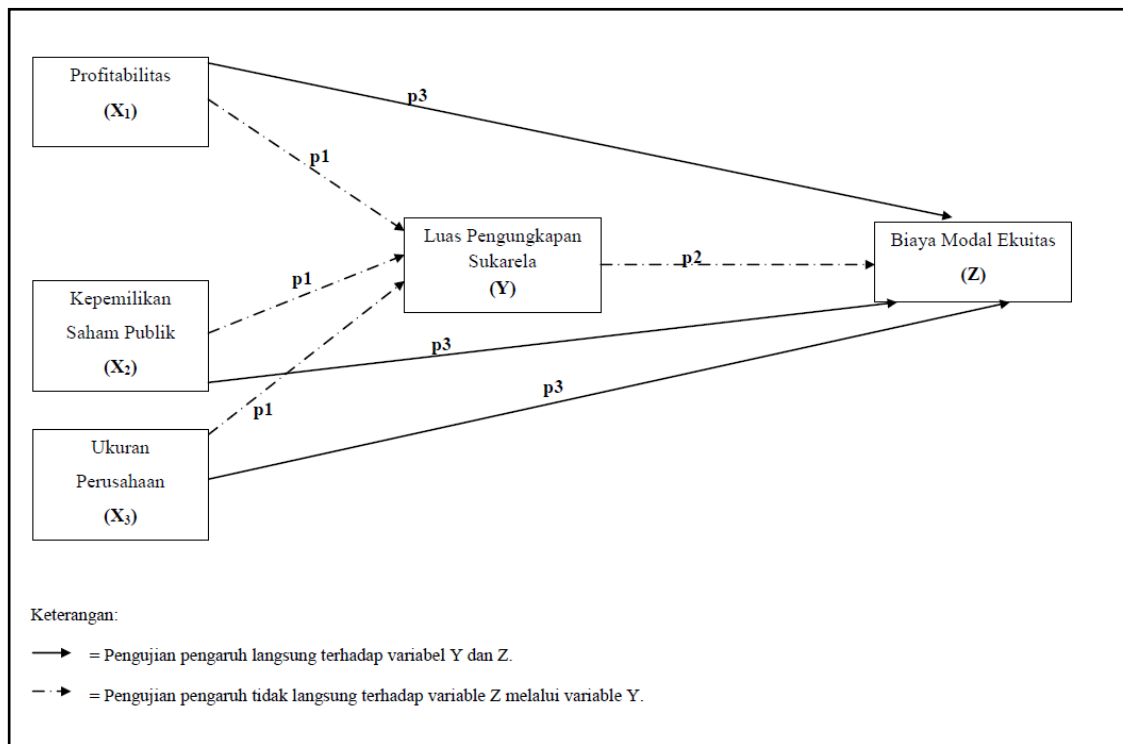 Profitabilitas
(X₁)
p3
p1
Luas Pengungkapan
Sukarela
(Y)
p2
Biaya Modal Ekuitas
(Z)
Kepemilikan
Saham Publik
(X₂)
p1
p3
p1
p3
Ukuran
Perusahaan
(X₃)
Keterangan:
= Pengujian pengaruh langsung terhadap variabel Y dan Z.
= Pengujian pengaruh tidak langsung terhadap variable Z melalui variable Y.